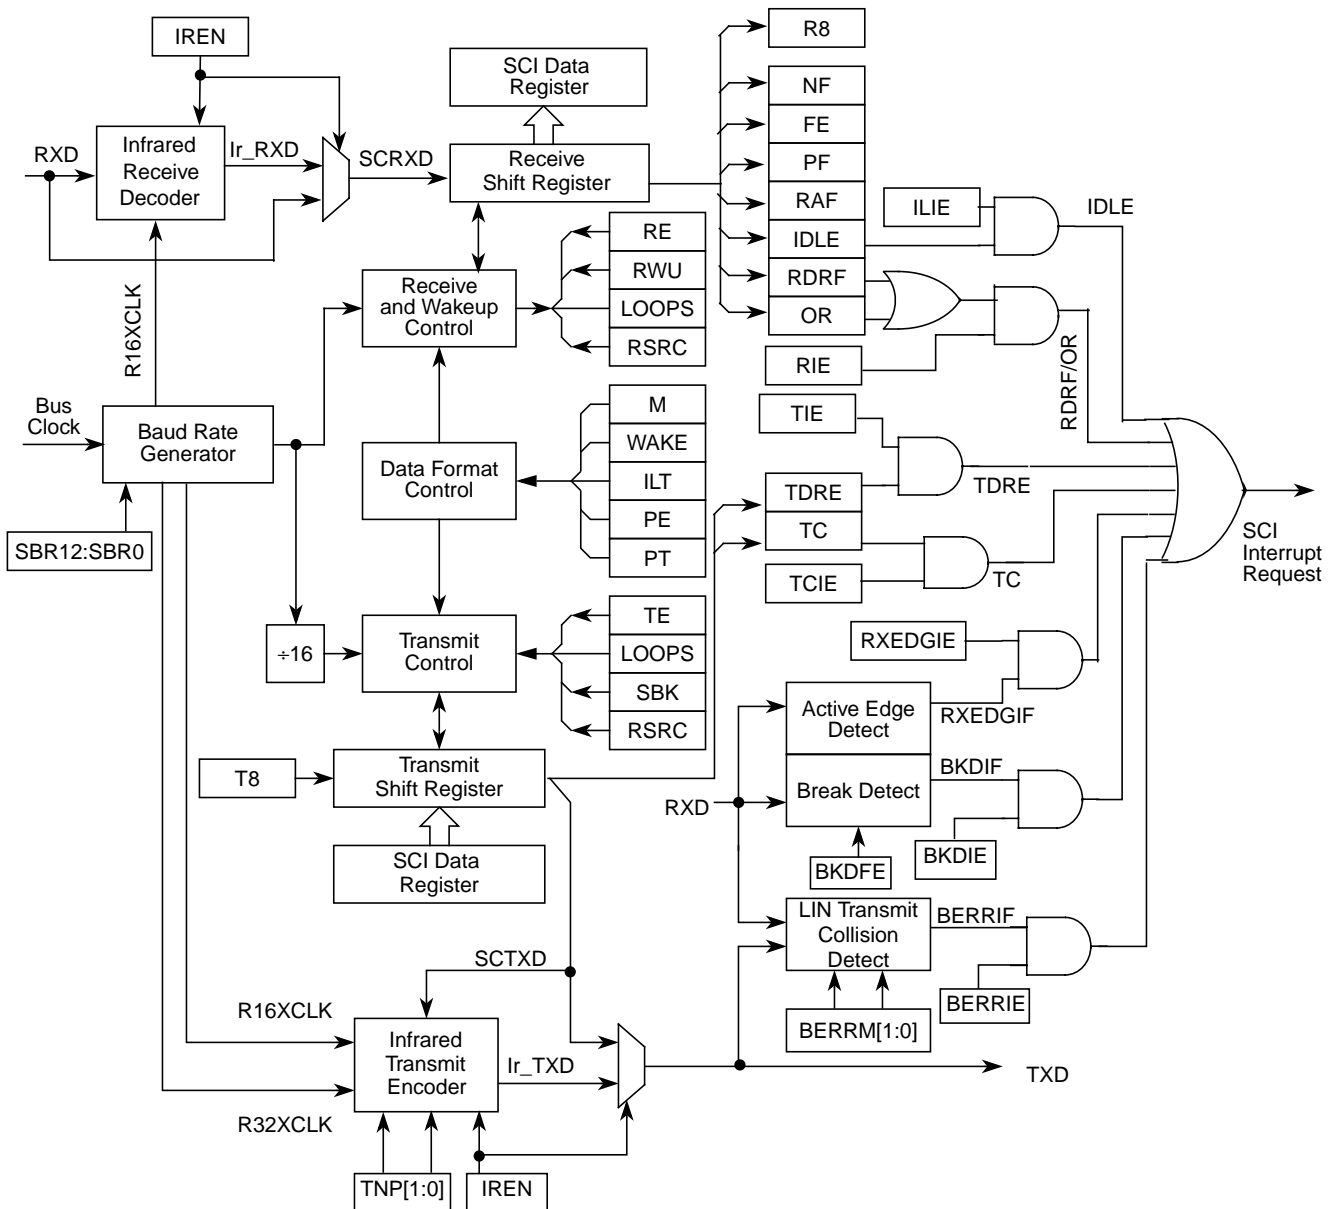 IREN
SCI Data
Register
R8
NF
FE
PF
RAF
IDLE
RDRF
OR
RXD
Infrared
Receive
Decoder
Ir_RXD
SCRXD
Receive
Shift Register
ILIE
IDLE
RE
RWU
LOOPS
RSRC
Receive
and Wakeup
Control
R16XCLK
RIE
RDRF/OR
Bus
Clock
Baud Rate
Generator
M
WAKE
ILT
PE
PT
Data Format
Control
TIE
TDRE
TC
TDRE
TCIE
TC
SBR12:SBR0
SCI
Interrupt
Request
÷16
Transmit
Control
TE
LOOPS
SBK
RSRC
RXEDGIE
Active Edge
Detect
RXEDGIF
T8
Transmit
Shift Register
RXD
Break Detect
BKDIF
BKDIE
BKDFE
SCI Data
Register
LIN Transmit
Collision
Detect
BERRIF
BERRIE
BERRM[1:0]
SCTXD
R16XCLK
Infrared
Transmit
Encoder
Ir_TXD
TXD
R32XCLK
TNP[1:0]
IREN